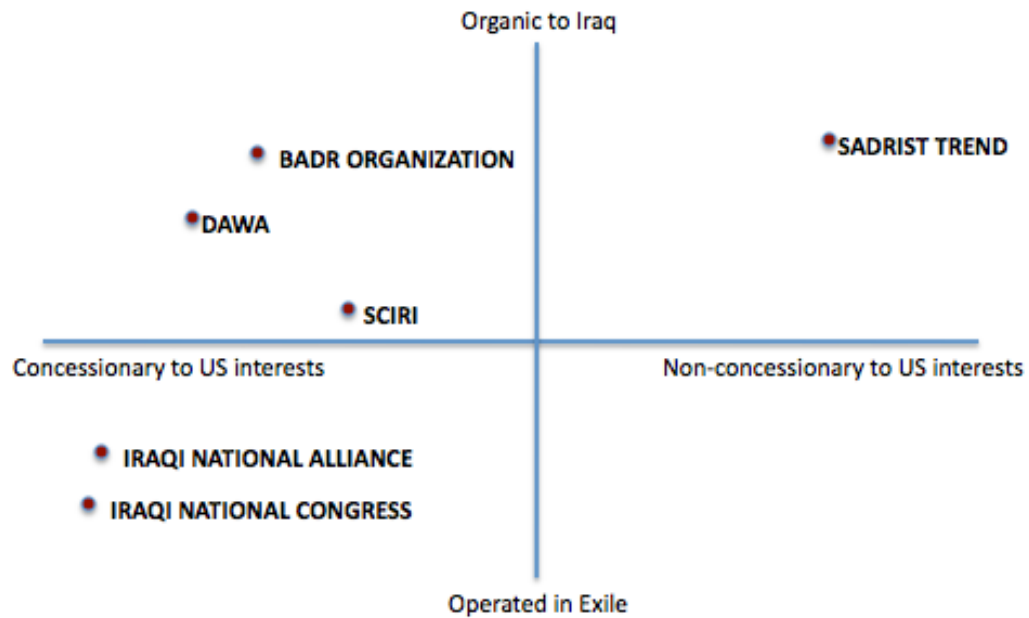 Organic to Iraq
SADRIST TREND
BADR ORGANIZATION
DAWA
SCIRI
Concessionary to US interests
Non-concessionary to US interests
IRAQI NATIONAL ALLIANCE
IRAQI NATIONAL CONGRESS
Operated in Exile